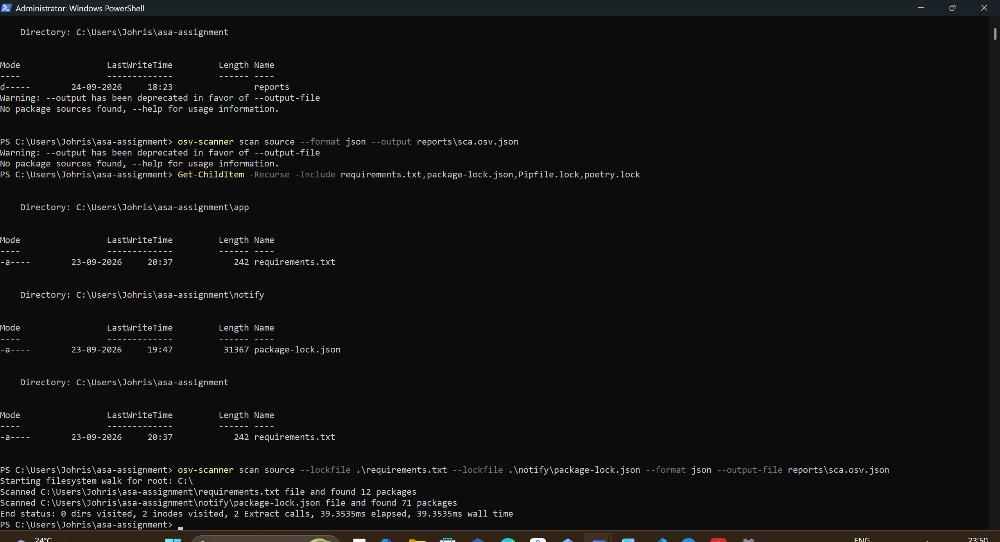 Administrator: Windows PowerShell
    Directory: C:\Users\Johris\asa-assignment
Mode                 LastWriteTime         Length Name
----                 -------------         ------ ----
d-----        24-09-2026     18:23                reports
Warning: --output has been deprecated in favor of --output-file
No package sources found, --help for usage information.
PS C:\Users\Johris\asa-assignment> osv-scanner scan source --format json --output reports\sca.osv.json
Warning: --output has been deprecated in favor of --output-file
No package sources found, --help for usage information.
PS C:\Users\Johris\asa-assignment> Get-ChildItem -Recurse -Include requirements.txt,package-lock.json,Pipfile.lock,poetry.lock
    Directory: C:\Users\Johris\asa-assignment\app
Mode                 LastWriteTime         Length Name
----                 -------------         ------ ----
-a----        23-09-2026     20:37            242 requirements.txt
    Directory: C:\Users\Johris\asa-assignment\notify
Mode                 LastWriteTime         Length Name
----                 -------------         ------ ----
-a----        23-09-2026     19:47          31367 package-lock.json
    Directory: C:\Users\Johris\asa-assignment
Mode                 LastWriteTime         Length Name
----                 -------------         ------ ----
-a----        23-09-2026     20:37            242 requirements.txt
PS C:\Users\Johris\asa-assignment> osv-scanner scan source --lockfile .\requirements.txt --lockfile .\notify\package-lock.json --format json --output-file reports\sca.osv.json
Starting filesystem walk for root: C:\
Scanned C:\Users\Johris\asa-assignment\requirements.txt file and found 12 packages
Scanned C:\Users\Johris\asa-assignment\notify\package-lock.json file and found 71 packages
End status: 0 dirs visited, 2 inodes visited, 2 Extract calls, 39.3535ms elapsed, 39.3535ms wall time
PS C:\Users\Johris\asa-assignment>
24°C
ENG
23:50